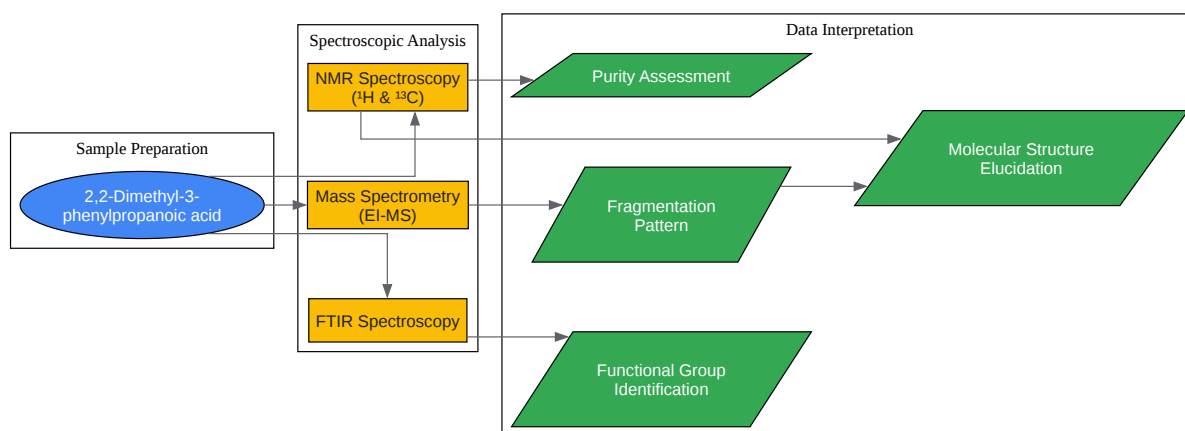 Sample Preparation
2,2-Dimethyl-3-
phenylpropanoic acid
Spectroscopic Analysis
NMR Spectroscopy
(¹H & ¹³C)
Mass Spectrometry
(EI-MS)
FTIR Spectroscopy
Data Interpretation
Purity Assessment
Molecular Structure
Elucidation
Fragmentation
Pattern
Functional Group
Identification